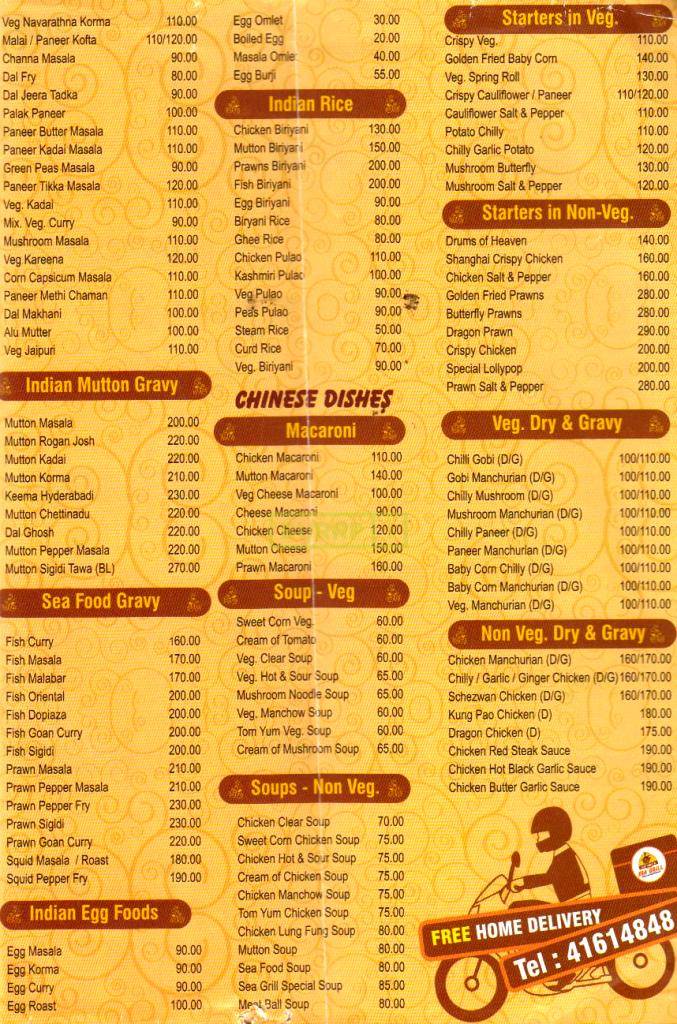 Veg Navarathna Korma 110.00
Malai / Paneer Kofta 110/120.00
Channa Masala 90.00
Dal Fry 80.00
Dal Jeera Tadka 90.00
Palak Paneer 100.00
Paneer Butter Masala 110.00
Paneer Kadai Masala 110.00
Green Peas Masala 90.00
Paneer Tikka Masala 120.00
Veg. Kadai 110.00
Mix. Veg. Curry 90.00
Mushroom Masala 110.00
Veg Kareena 120.00
Corn Capsicum Masala 110.00
Paneer Methi Chaman 110.00
Dal Makhani 100.00
Alu Mutter 100.00
Veg Jaipuri 110.00
Indian Mutton Gravy
Mutton Masala 200.00
Mutton Rogan Josh 220.00
Mutton Kadai 220.00
Mutton Korma 210.00
Keema Hyderabadi 230.00
Mutton Chettinadu 220.00
Dal Ghosh 220.00
Mutton Pepper Masala 220.00
Mutton Sigidi Tawa (BL) 270.00
Sea Food Gravy
Fish Curry 160.00
Fish Masala 170.00
Fish Malabar 170.00
Fish Oriental 200.00
Fish Dopiaza 200.00
Fish Goan Curry 200.00
Fish Sigidi 200.00
Prawn Masala 210.00
Prawn Pepper Masala 210.00
Prawn Pepper Fry 230.00
Prawn Sigidi 230.00
Prawn Goan Curry 220.00
Squid Masala / Roast 180.00
Squid Pepper Fry 190.00
Indian Egg Foods
Egg Masala 90.00
Egg Korma 90.00
Egg Curry 90.00
Egg Roast 100.00
Egg Omlet 30.00
Boiled Egg 20.00
Masala Omlet 40.00
Egg Burji 55.00
Indian Rice
Chicken Biriyani 130.00
Mutton Biriyani 150.00
Prawns Biriyani 200.00
Fish Biriyani 200.00
Egg Biriyani 90.00
Biryani Rice 80.00
Ghee Rice 80.00
Chicken Pulao 110.00
Kashmiri Pulao 100.00
Veg Pulao 90.00
Peas Pulao 90.00
Steam Rice 50.00
Curd Rice 70.00
Veg. Biriyani 90.00
CHINESE DISHES
Macaroni
Chicken Macaroni 110.00
Mutton Macaroni 140.00
Veg Cheese Macaroni 100.00
Cheese Macaroni 90.00
Chicken Cheese 120.00
Mutton Cheese 150.00
Prawn Macaroni 160.00
Soup - Veg
Sweet Corn Veg. 60.00
Cream of Tomato 60.00
Veg. Clear Soup 60.00
Veg. Hot & Sour Soup 65.00
Mushroom Noodle Soup 65.00
Veg. Manchow Soup 60.00
Tom Yum Veg. Soup 60.00
Cream of Mushroom Soup 65.00
Soups - Non Veg.
Chicken Clear Soup 70.00
Sweet Corn Chicken Soup 75.00
Chicken Hot & Sour Soup 75.00
Cream of Chicken Soup 75.00
Chicken Manchow Soup 75.00
Tom Yum Chicken Soup 75.00
Chicken Lung Fung Soup 80.00
Mutton Soup 80.00
Sea Food Soup 80.00
Sea Grill Special Soup 85.00
Meat Ball Soup 80.00
Starters in Veg.
Crispy Veg. 110.00
Golden Fried Baby Corn 140.00
Veg. Spring Roll 130.00
Crispy Cauliflower / Paneer 110/120.00
Cauliflower Salt & Pepper 110.00
Potato Chilly 110.00
Chilly Garlic Potato 120.00
Mushroom Butterfly 130.00
Mushroom Salt & Pepper 120.00
Starters in Non-Veg.
Drums of Heaven 140.00
Shanghai Crispy Chicken 160.00
Chicken Salt & Pepper 160.00
Golden Fried Prawns 280.00
Butterfly Prawns 280.00
Dragon Prawn 290.00
Crispy Chicken 200.00
Special Lollypop 200.00
Prawn Salt & Pepper 280.00
Veg. Dry & Gravy
Chilli Gobi (D/G) 100/110.00
Gobi Manchurian (D/G) 100/110.00
Chilly Mushroom (D/G) 100/110.00
Mushroom Manchurian (D/G) 100/110.00
Chilly Paneer (D/G) 100/110.00
Paneer Manchurian (D/G) 100/110.00
Baby Corn Chilly (D/G) 100/110.00
Baby Corn Manchurian (D/G) 100/110.00
Veg. Manchurian (D/G) 100/110.00
Non Veg. Dry & Gravy
Chicken Manchurian (D/G) 160/170.00
Chilly / Garlic / Ginger Chicken (D/G) 160/170.00
Schezwan Chicken (D/G) 160/170.00
Kung Pao Chicken (D) 180.00
Dragon Chicken (D) 175.00
Chicken Red Steak Sauce 190.00
Chicken Hot Black Garlic Sauce 190.00
Chicken Butter Garlic Sauce 190.00
SEA GRILL
FREE HOME DELIVERY
Tel : 41614848